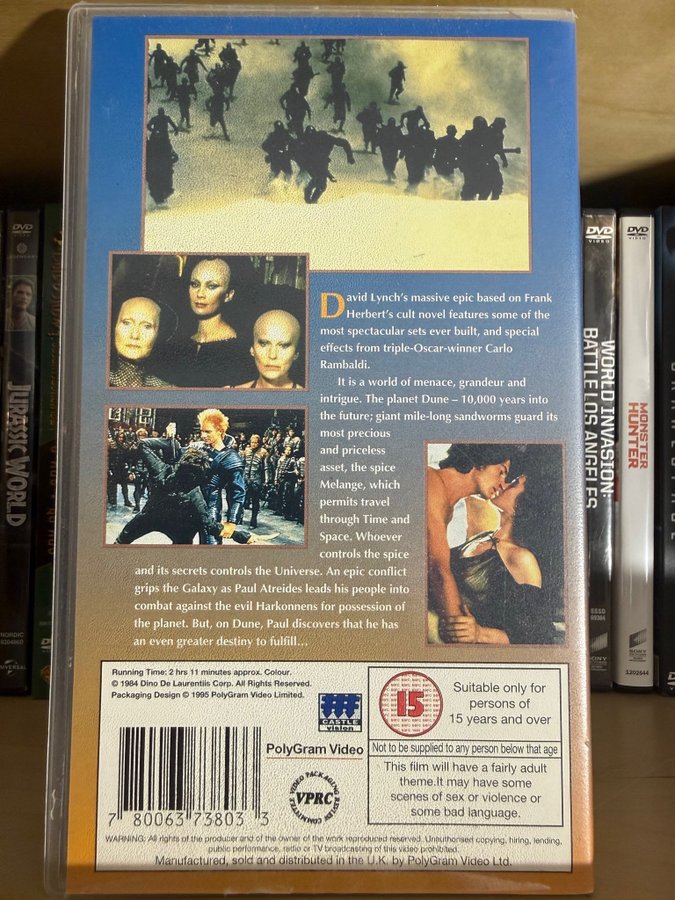 David Lynch's massive epic based on Frank
Herbert's cult novel features some of the
most spectacular sets ever built, and special
effects from triple-Oscar-winner Carlo
Rambaldi.
It is a world of menace, grandeur and
intrigue. The planet Dune – 10,000 years into
the future; giant mile-long sandworms guard its
most precious
and priceless
asset, the spice
Melange, which
permits travel
through Time and
Space. Whoever
controls the spice
and its secrets controls the Universe. An epic conflict
grips the Galaxy as Paul Atreides leads his people into
combat against the evil Harkonnens for possession of
the planet. But, on Dune, Paul discovers that he has
an even greater destiny to fulfill...
Running Time: 2 hrs 11 minutes approx. Colour.
© 1984 Dino De Laurentiis Corp. All Rights Reserved.
Packaging Design © 1995 PolyGram Video Limited.
CASTLE
vision
PolyGram Video
VIDEO PACKAGING REVIEW COMMITTEE
VPRC
7 80063 73803 3
15
Suitable only for
persons of
15 years and over
Not to be supplied to any person below that age
This film will have a fairly adult
theme.It may have some
scenes of sex or violence or
some bad language.
WARNING: All rights of the producer and of the owner of the work reproduced reserved. Unauthorised copying, hiring, lending,
public performance, radio or TV broadcasting of this video prohibited.
Manufactured, sold and distributed in the U.K. by PolyGram Video Ltd.
DVD
JURASSIC WORLD
NORDIC
UNIVERSAL
DVD
VIDEO
WORLD INVASION:
BATTLE LOS ANGELES
SONY
DVD
VIDEO
MONSTER
HUNTER
SONY
1202644